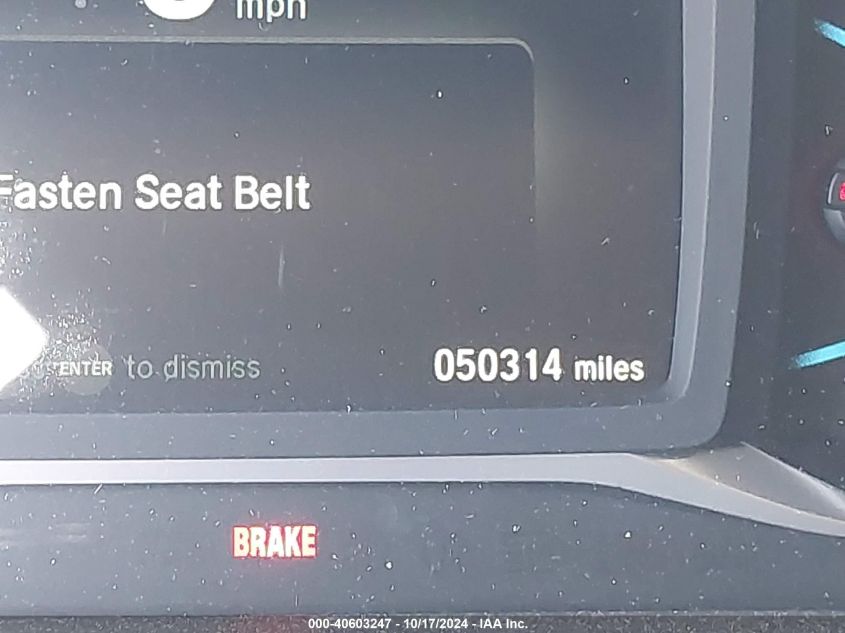 mph
Fasten Seat Belt
ENTER to dismiss
050314 miles
BRAKE
000-40603247 - 10/17/2024 - IAA Inc.